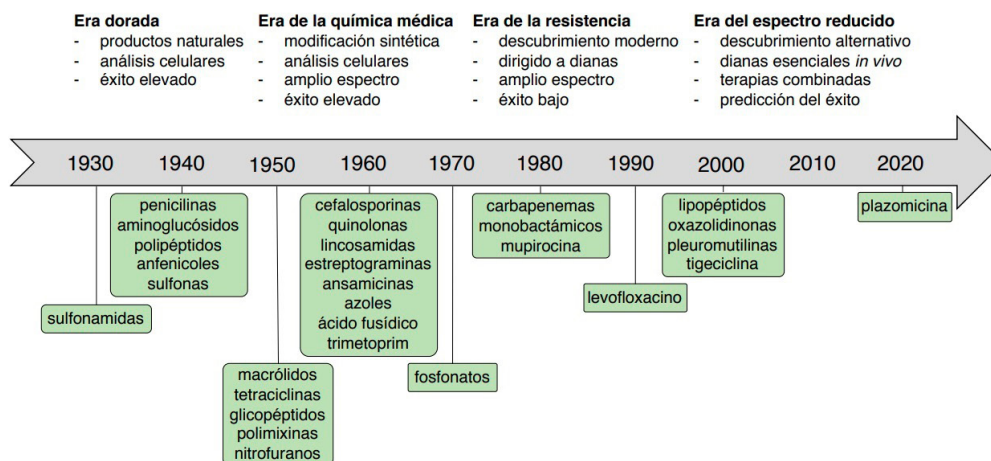 Era dorada
- productos naturales
- análisis celulares
- éxito elevado
Era de la química médica
- modificación sintética
- análisis celulares
- amplio espectro
- éxito elevado
Era de la resistencia
- descubrimiento moderno
- dirigido a dianas
- amplio espectro
- éxito bajo
Era del espectro reducido
- descubrimiento alternativo
- dianas esenciales in vivo
- terapias combinadas
- predicción del éxito
1930 1940 1950 1960 1970 1980 1990 2000 2010 2020
sulfonamidas
penicilinas
aminoglucósidos
polipéptidos
anfenicoles
sulfonas
macrólidos
tetraciclinas
glicopéptidos
polimixinas
nitrofuranos
cefalosporinas
quinolonas
lincosamidas
estreptograminas
ansamicinas
azoles
ácido fusídico
trimetoprim
fosfonatos
carbapenemas
monobactámicos
mupirocina
levofloxacino
lipopéptidos
oxazolidinonas
pleuromutilinas
tigeciclina
plazomicina